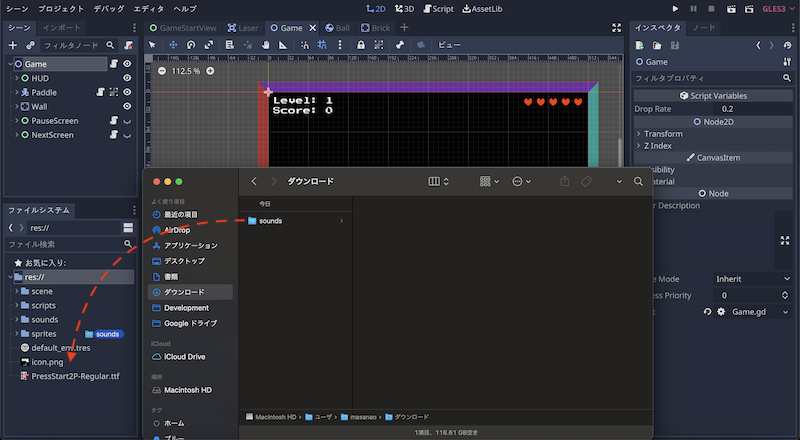 シーン プロジェクト デバッグ エディタ ヘルプ
2D 3D Script AssetLib
GLES3
シーン インポート
フィルタノード
Game
HUD
Paddle
Wall
PauseScreen
NextScreen
GameStartView Laser Game Ball Brick
ビュー
112.5 %
Level: 1
Score: 0
インスペクタ ノード
Game
フィルタプロパティ
Script Variables
Drop Rate 0.2
Node2D
Transform
Z Index
CanvasItem
sibility
aterial
Node
r Description
e Mode Inherit
ess Priority 0
t Game.gd
ファイルシステム
res://
ファイル検索
お気に入り:
res://
scene
scripts
sounds
sprites sounds
default_env.tres
icon.png
PressStart2P-Regular.ttf
ダウンロード
よく使う項目
最近の項目
AirDrop
アプリケーション
デスクトップ
書類
ダウンロード
Development
Google ドライブ
iCloud
iCloud Drive
場所
Macintosh HD
タグ
ホーム
ブルー
今日
sounds
Macintosh HD › ユーザ › masanao › ダウンロード
1項目、116.61 GB空き